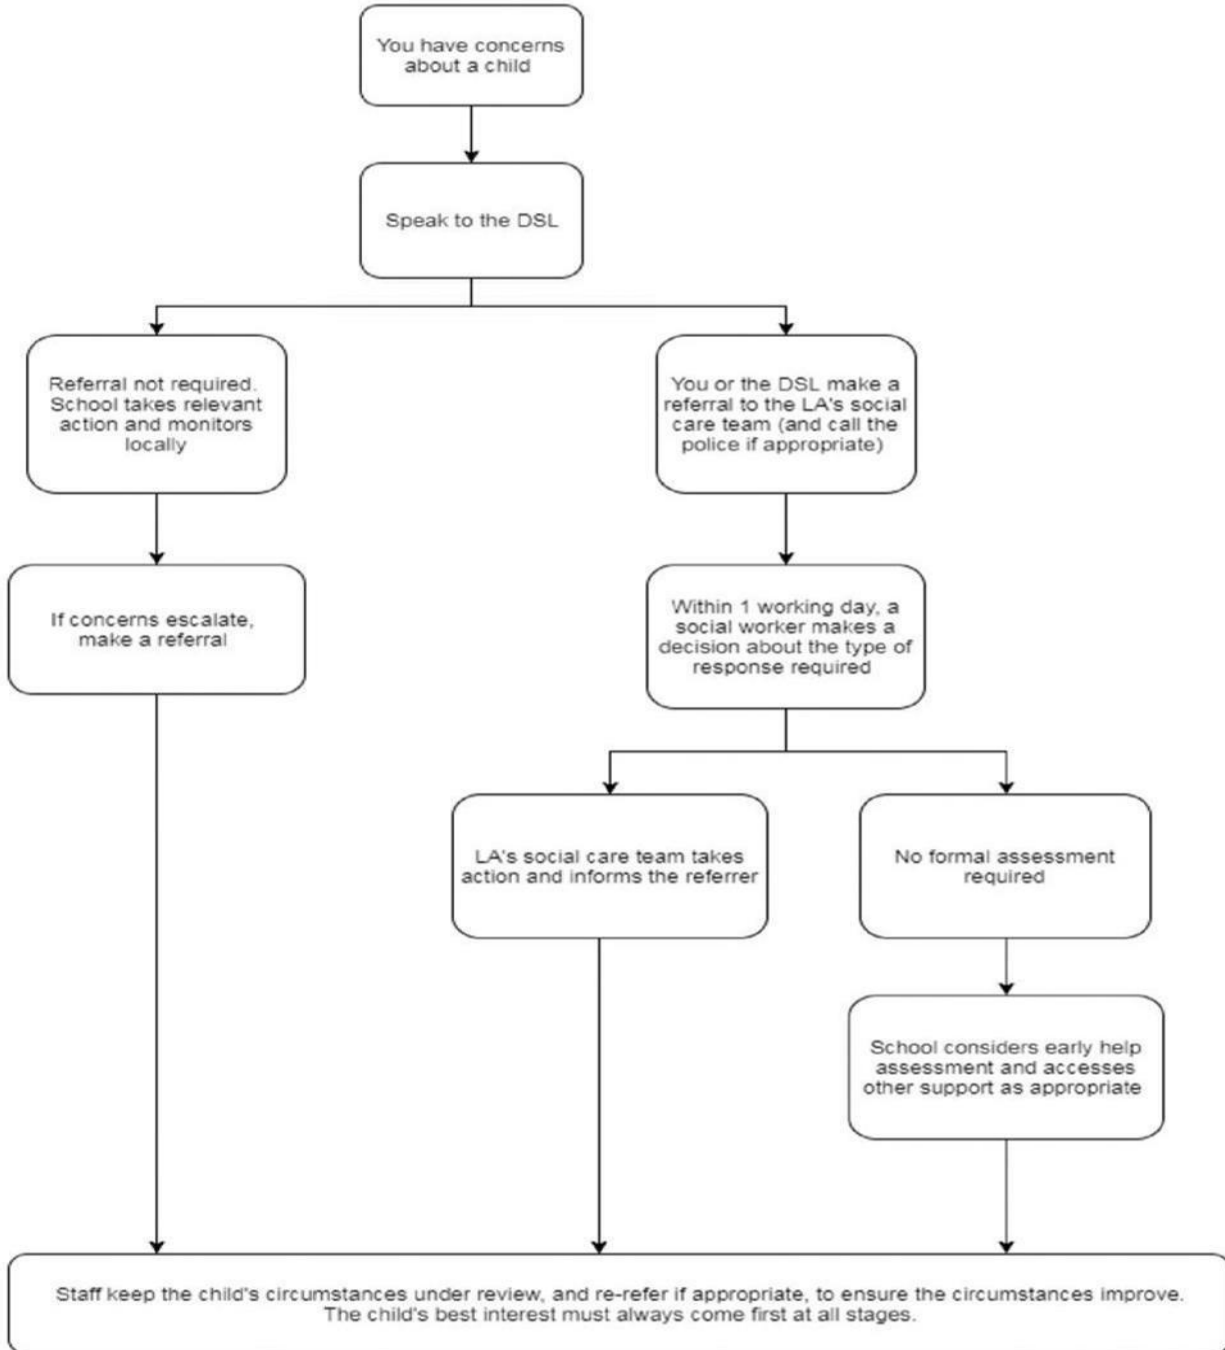 You have concerns
about a child
Speak to the DSL
Referral not required.
School takes relevant
action and monitors
locally
You or the DSL make a
referral to the LA's social
care team (and call the
police if appropriate)
If concerns escalate,
make a referral
Within 1 working day, a
social worker makes a
decision about the type of
response required
LA's social care team takes
action and informs the referrer
No formal assessment
required
School considers early help
assessment and accesses
other support as appropriate
Staff keep the child's circumstances under review, and re-refer if appropriate, to ensure the circumstances improve.
The child's best interest must always come first at all stages.